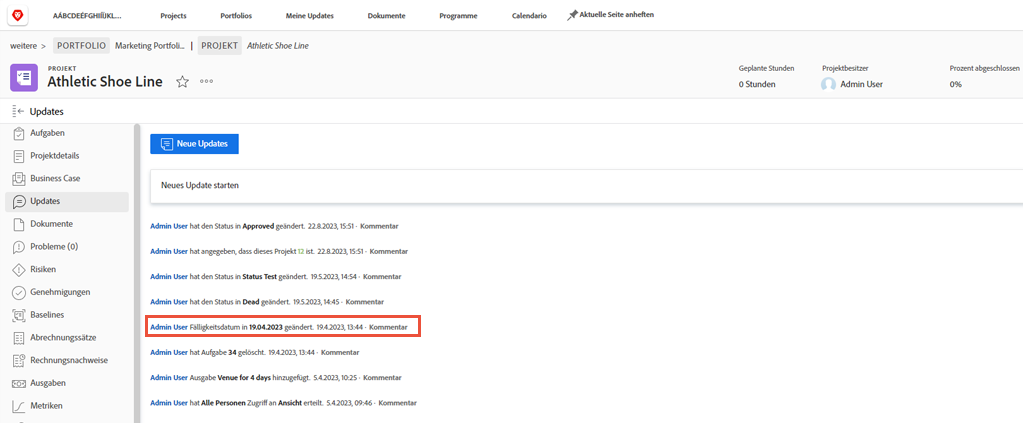 AÁBCDEÉFGHIÍÏJKL... Projects Portfolios Meine Updates Dokumente Programme Calendario Aktuelle Seite anheften
weitere > PORTFOLIO Marketing Portfoli... | PROJEKT Athletic Shoe Line
PROJEKT
Athletic Shoe Line
Geplante Stunden Projektbesitzer Prozent abgeschlossen
0 Stunden Admin User 0%
Updates
Aufgaben
Projektdetails
Business Case
Updates
Dokumente
Probleme (0)
Risiken
Genehmigungen
Baselines
Abrechnungssätze
Rechnungsnachweise
Ausgaben
Metriken
Neue Updates
Neues Update starten
Admin User hat den Status in Approved geändert. 22.8.2023, 15:51 · Kommentar
Admin User hat angegeben, dass dieses Projekt 12 ist. 22.8.2023, 15:51 · Kommentar
Admin User hat den Status in Status Test geändert. 19.5.2023, 14:54 · Kommentar
Admin User hat den Status in Dead geändert. 19.5.2023, 14:45 · Kommentar
Admin User Fälligkeitsdatum in 19.04.2023 geändert. 19.4.2023, 13:44 · Kommentar
Admin User hat Aufgabe 34 gelöscht. 19.4.2023, 13:44 · Kommentar
Admin User Ausgabe Venue for 4 days hinzugefügt. 5.4.2023, 10:25 · Kommentar
Admin User hat Alle Personen Zugriff an Ansicht erteilt. 5.4.2023, 09:46 · Kommentar